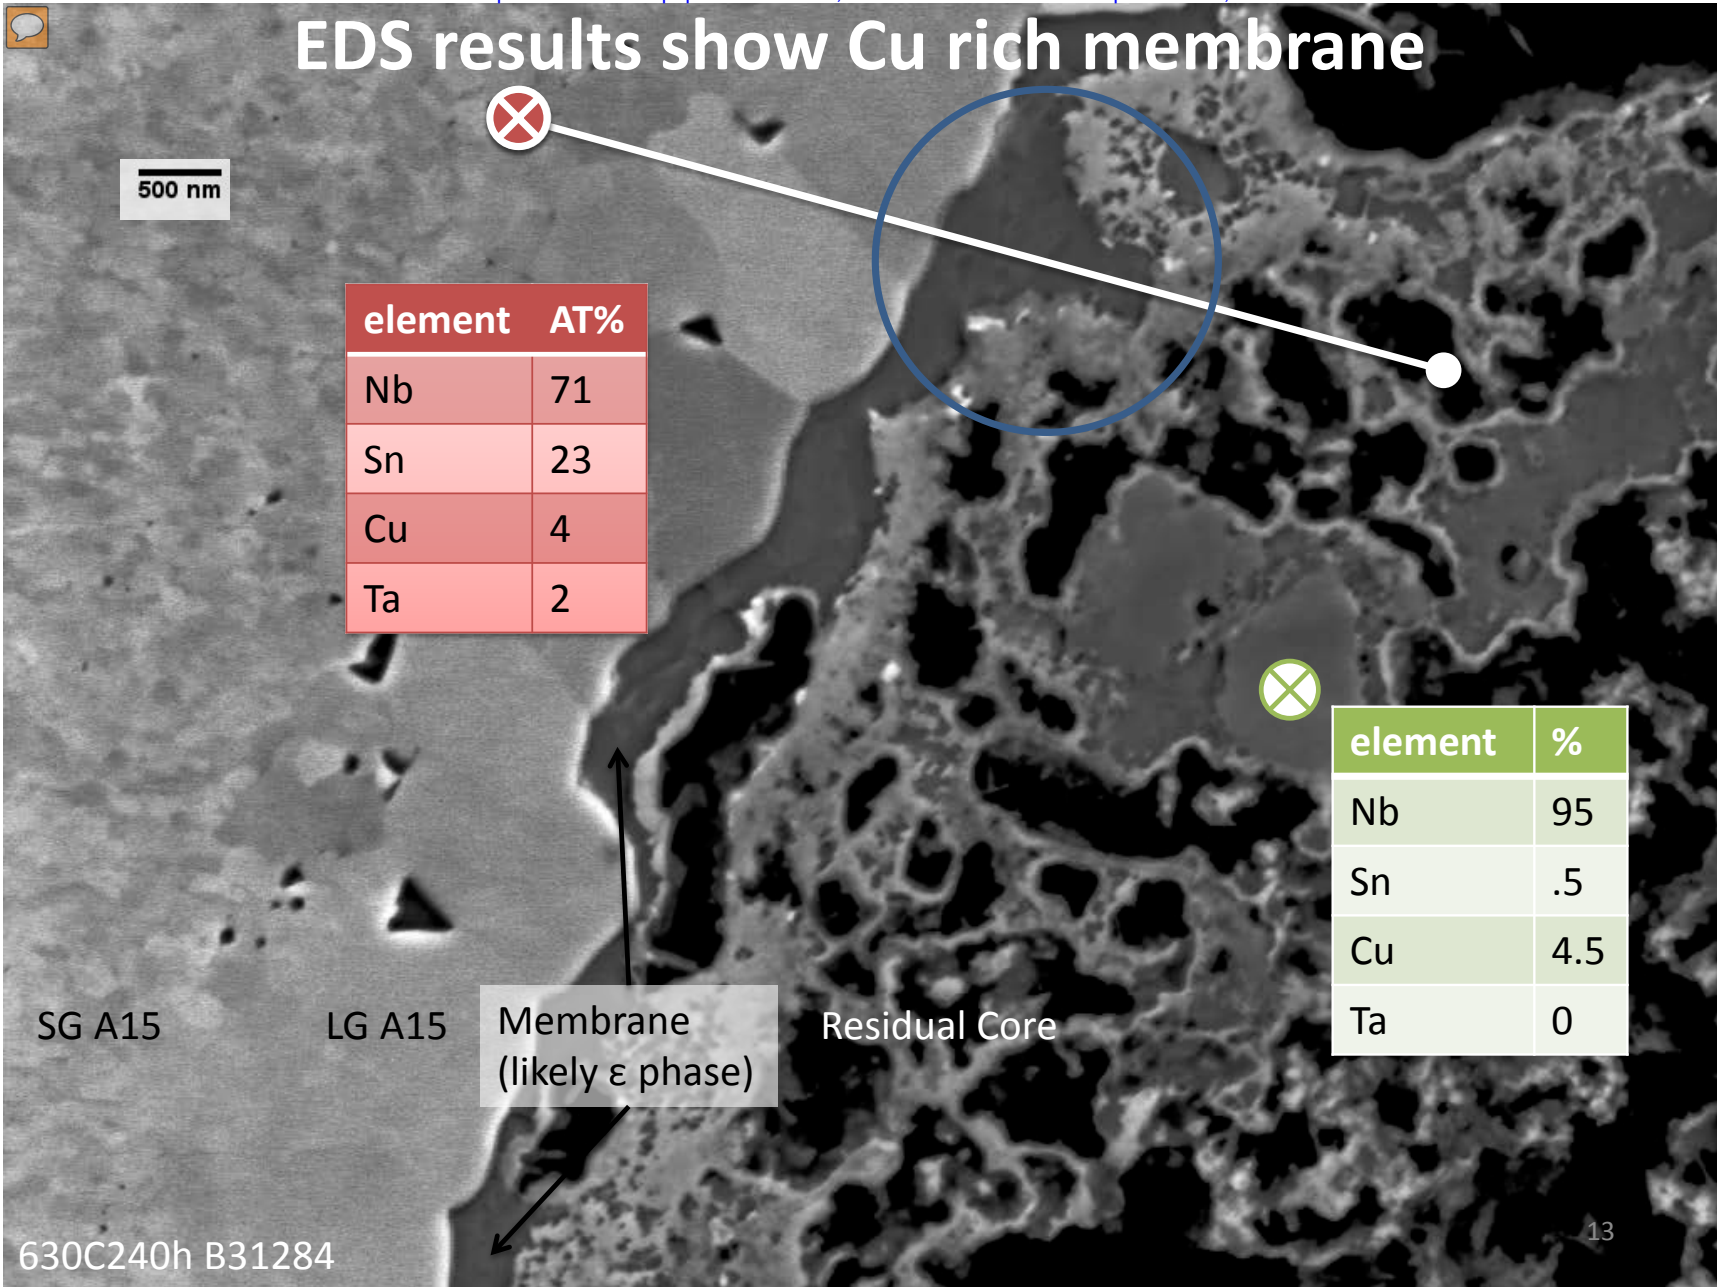 EDS results show Cu rich membrane
500 nm
element AT%
Nb 71
Sn 23
Cu 4
Ta 2
element %
Nb 95
Sn .5
Cu 4.5
Ta 0
SG A15
LG A15
Membrane
(likely ε phase)
Residual Core
13
630C240h B31284